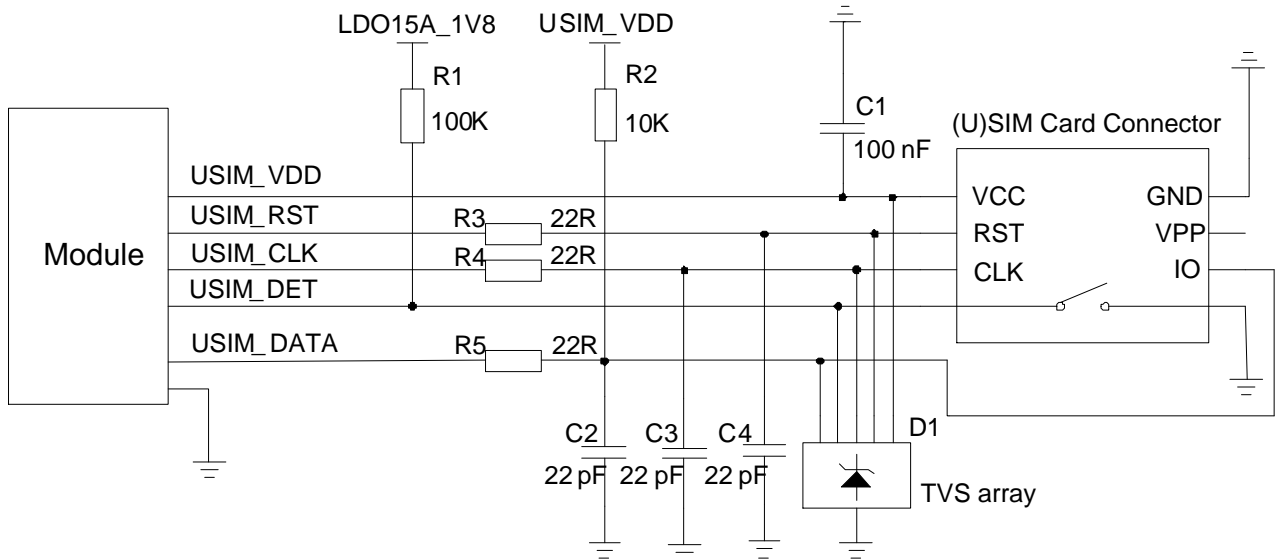 LDO15A_1V8
USIM_VDD
R1
100K
R2
10K
C1
100 nF
(U)SIM Card Connector
Module
USIM_VDD
USIM_RST
USIM_CLK
USIM_DET
USIM_DATA
R3 22R
R4 22R
R5 22R
VCC GND
RST VPP
CLK IO
C2
22 pF
C3
22 pF
C4
22 pF
D1
TVS array